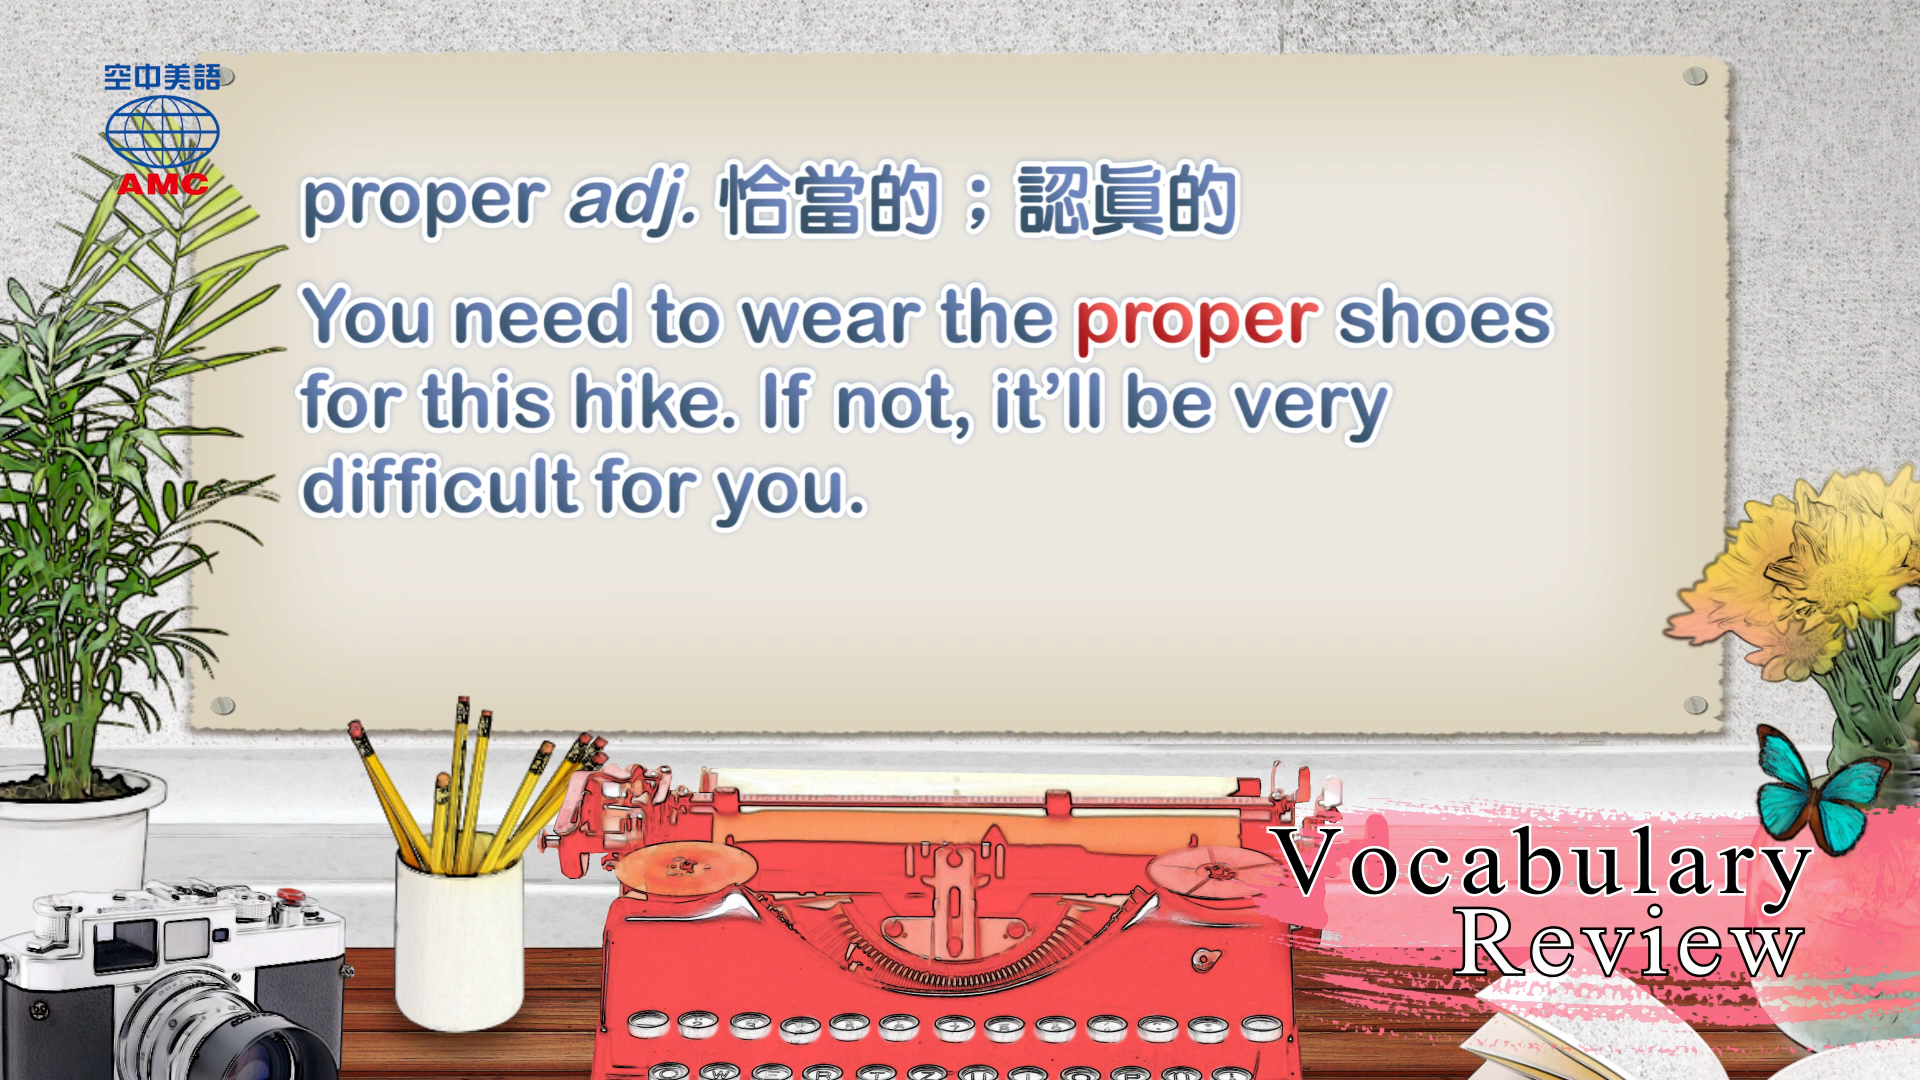 空中美語
AMC
proper adj. 恰當的；認真的
You need to wear the proper shoes
for this hike. If not, it’ll be very
difficult for you.
Vocabulary
Review